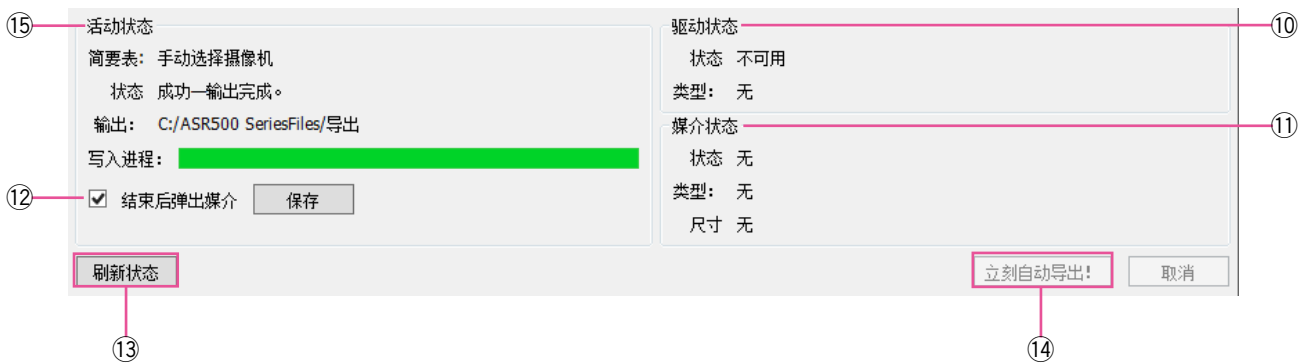 ⑮
活动状态
简要表： 手动选择摄像机
状态 成功—输出完成。
输出： C:/ASR500 SeriesFiles/导出
写入进程：
⑫
结束后弹出媒介
保存
刷新状态
⑬
驱动状态
⑩
状态 不可用
类型： 无
媒介状态
⑪
状态 无
类型： 无
尺寸 无
立刻自动导出!
取消
⑭